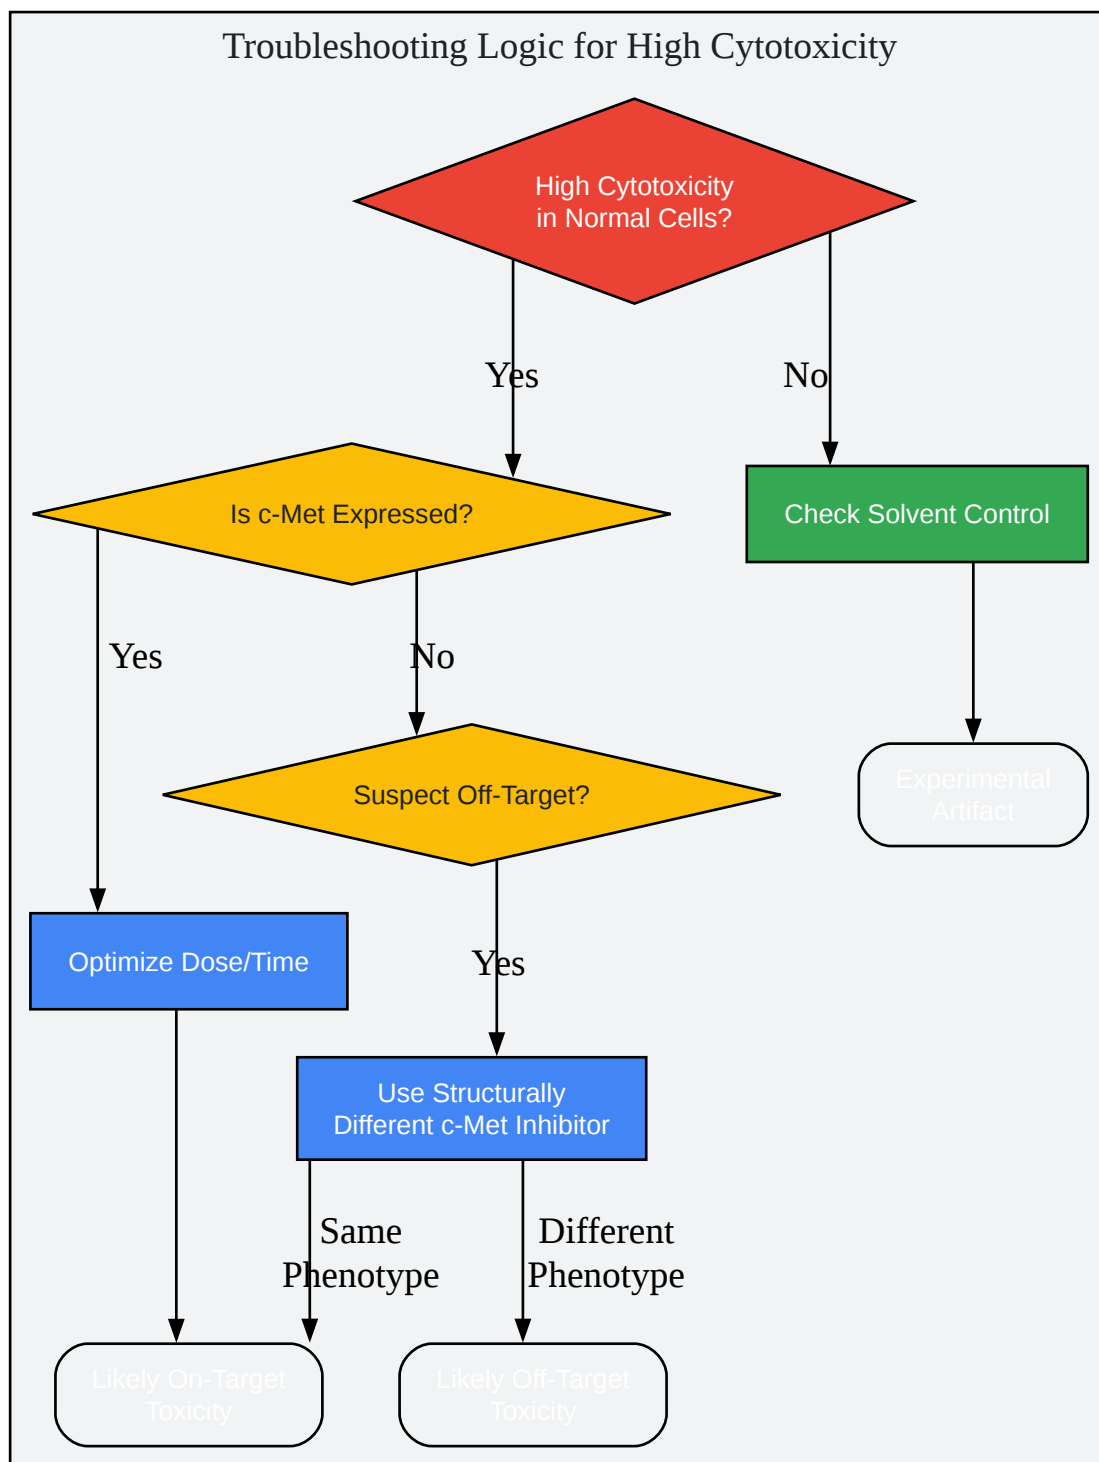 Troubleshooting Logic for High Cytotoxicity
High Cytotoxicity
in Normal Cells?
Yes
No
Is c-Met Expressed?
Check Solvent Control
Yes
No
Suspect Off-Target?
Experimental
Artifact
Optimize Dose/Time
Yes
Use Structurally
Different c-Met Inhibitor
Same
Phenotype
Different
Phenotype
Likely On-Target
Toxicity
Likely Off-Target
Toxicity